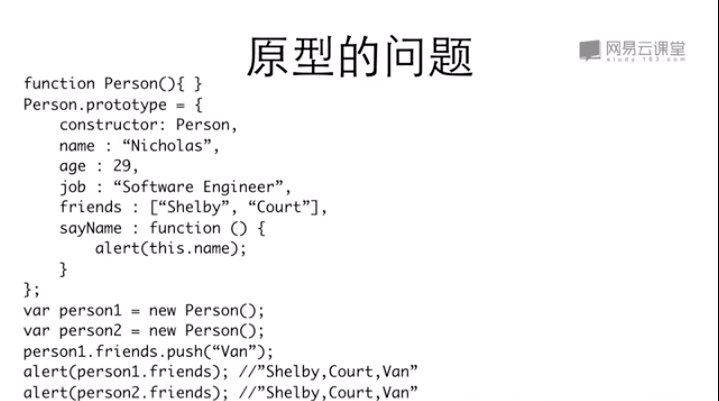 原型的问题
网易云课堂
study.163.com
function Person(){ }
Person.prototype = {
    constructor: Person,
    name : “Nicholas”,
    age : 29,
    job : “Software Engineer”,
    friends : [“Shelby”, “Court”],
    sayName : function () {
        alert(this.name);
    }
};
var person1 = new Person();
var person2 = new Person();
person1.friends.push(“Van”);
alert(person1.friends); //”Shelby,Court,Van”
alert(person2.friends); //”Shelby,Court,Van”